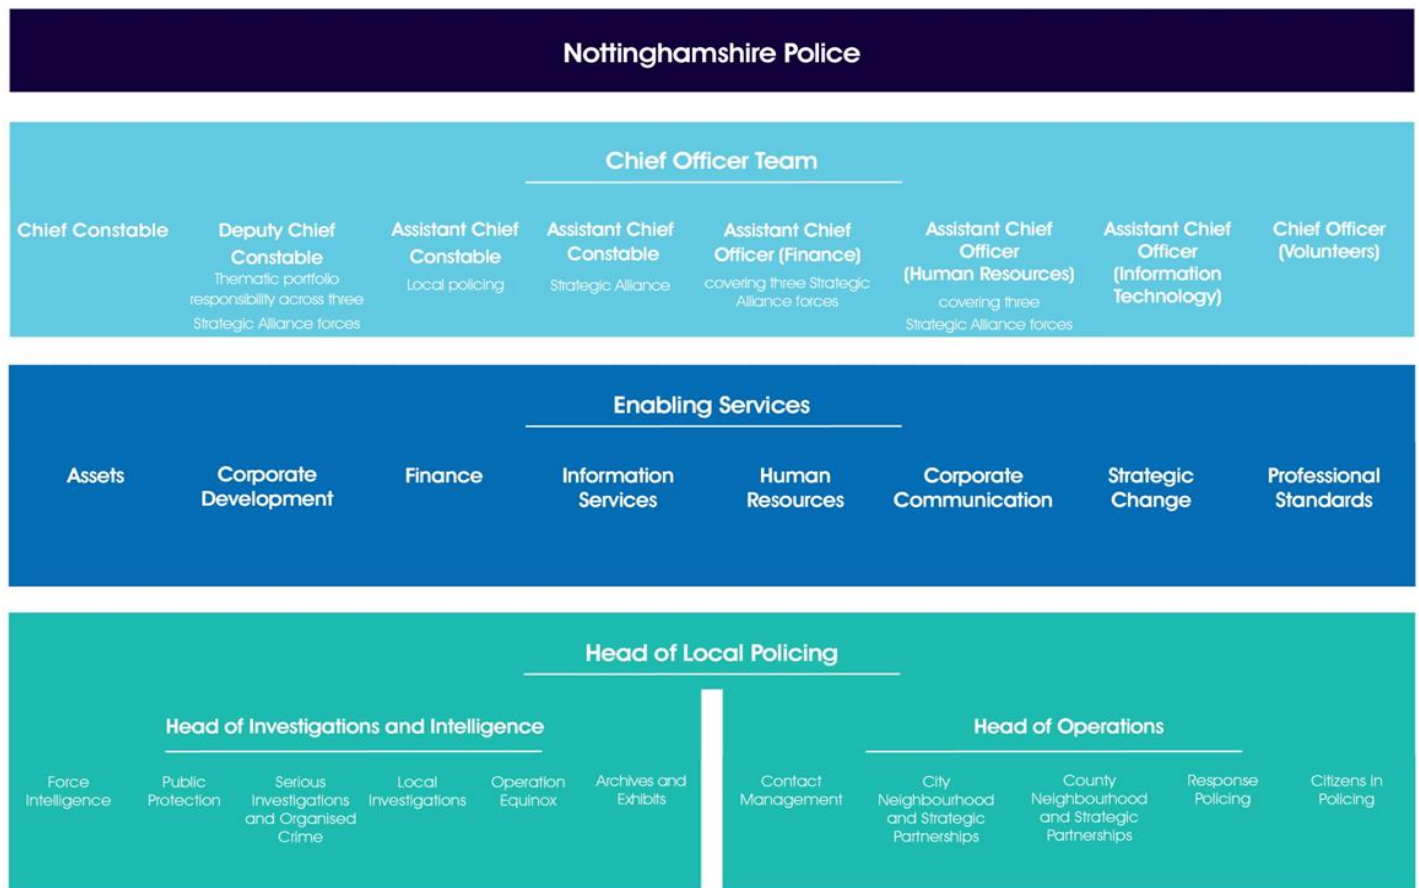 Nottinghamshire Police
Chief Officer Team
Chief Constable
Deputy Chief
Constable
Thematic portfolio
responsibility across three
Strategic Alliance forces
Assistant Chief
Constable
Local policing
Assistant Chief
Constable
Strategic Alliance
Assistant Chief
Officer (Finance)
covering three Strategic
Alliance forces
Assistant Chief
Officer
(Human Resources)
covering three
Strategic Alliance forces
Assistant Chief
Officer
(Information
Technology)
Chief Officer
(Volunteers)
Enabling Services
Assets
Corporate
Development
Finance
Information
Services
Human
Resources
Corporate
Communication
Strategic
Change
Professional
Standards
Head of Local Policing
Head of Investigations and Intelligence
Force
Intelligence
Public
Protection
Serious
Investigations
and Organised
Crime
Local
Investigations
Operation
Equinox
Archives and
Exhibits
Head of Operations
Contact
Management
City
Neighbourhood
and Strategic
Partnerships
County
Neighbourhood
and Strategic
Partnerships
Response
Policing
Citizens in
Policing